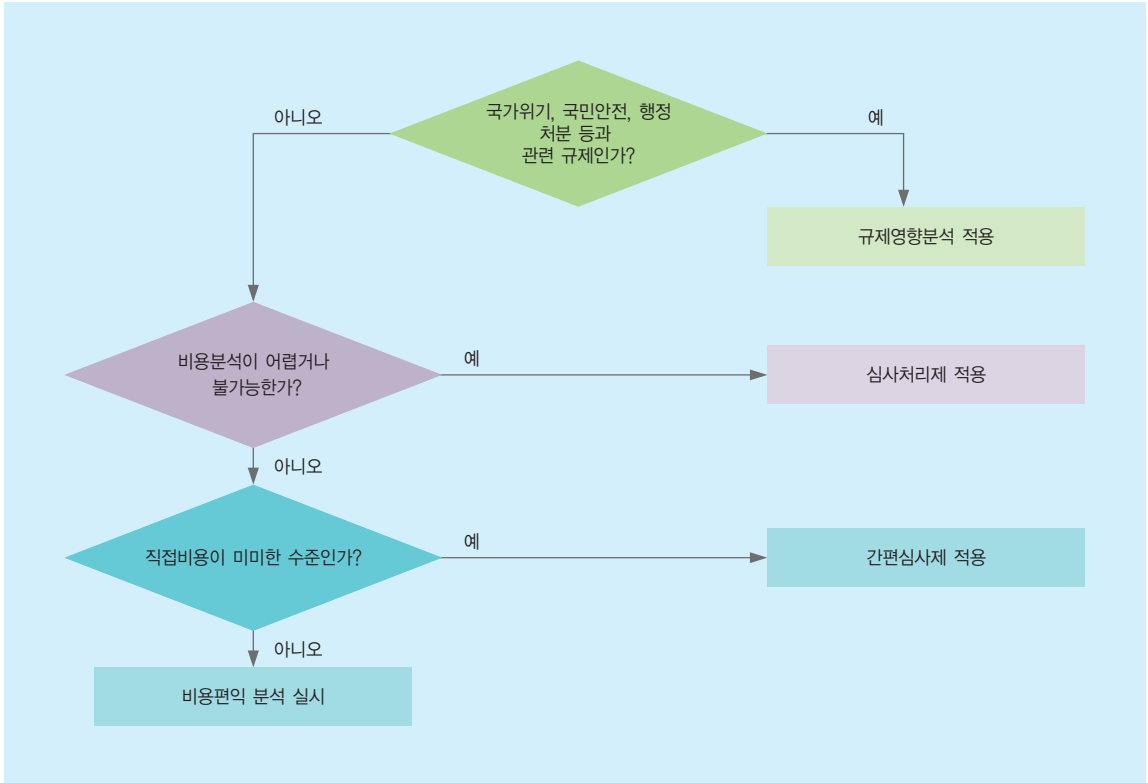 국가위기, 국민안전, 행정
처분 등과
관련 규제인가?
아니오
예
규제영향분석 적용
비용분석이 어렵거나
불가능한가?
예
심사처리제 적용
아니오
직접비용이 미미한 수준인가?
예
간편심사제 적용
아니오
비용편익 분석 실시